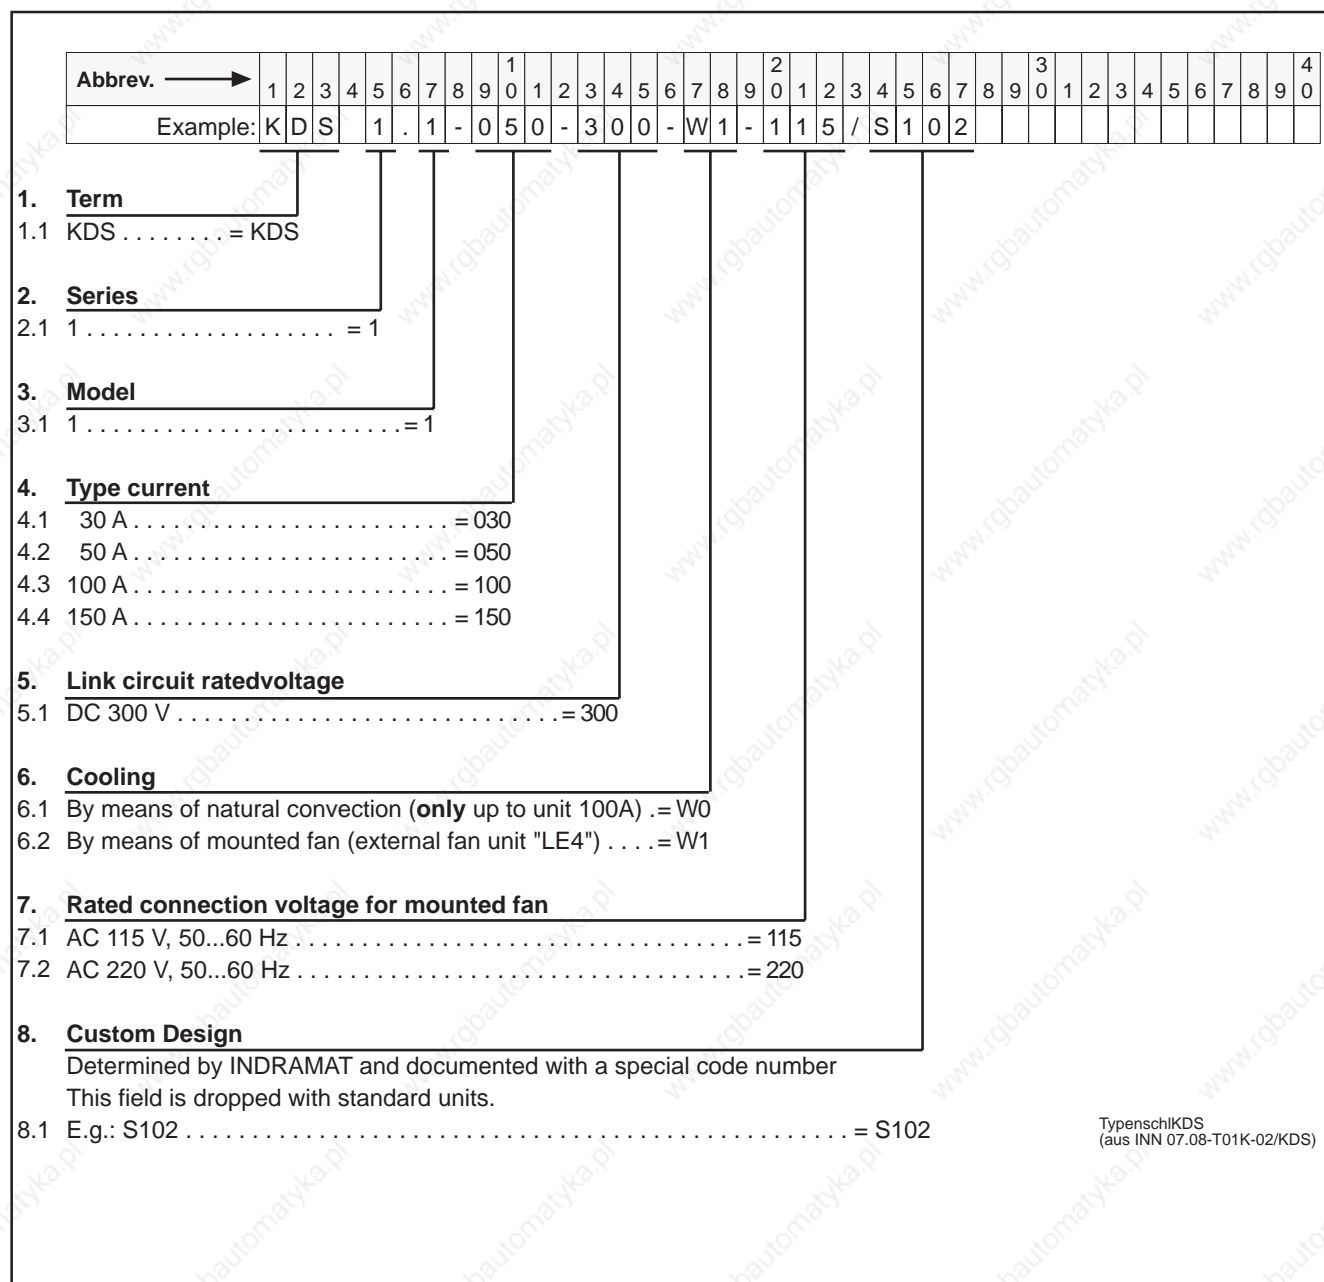 Abbrev.
1 2 3 4 5 6 7 8 9 10 1 2 3 4 5 6 7 8 9 20 1 2 3 4 5 6 7 8 9 30 1 2 3 4 5 6 7 8 9 40
Example: K D S 1 . 1 - 0 5 0 - 3 0 0 - W 1 - 1 1 5 / S 1 0 2
1. Term
1.1 KDS . . . . . . . . = KDS
2. Series
2.1 1 . . . . . . . . . . . . . . . . . . . = 1
3. Model
3.1 1 . . . . . . . . . . . . . . . . . . . . . . . . = 1
4. Type current
4.1 30 A . . . . . . . . . . . . . . . . . . . . . . . . = 030
4.2 50 A . . . . . . . . . . . . . . . . . . . . . . . . = 050
4.3 100 A . . . . . . . . . . . . . . . . . . . . . . . . = 100
4.4 150 A . . . . . . . . . . . . . . . . . . . . . . . . = 150
5. Link circuit ratedvoltage
5.1 DC 300 V . . . . . . . . . . . . . . . . . . . . . . . . . . . . . = 300
6. Cooling
6.1 By means of natural convection (only up to unit 100A) . = W0
6.2 By means of mounted fan (external fan unit "LE4") . . . . = W1
7. Rated connection voltage for mounted fan
7.1 AC 115 V, 50...60 Hz . . . . . . . . . . . . . . . . . . . . . . . . . . . . . . . . . . = 115
7.2 AC 220 V, 50...60 Hz . . . . . . . . . . . . . . . . . . . . . . . . . . . . . . . . . . = 220
8. Custom Design
Determined by INDRAMAT and documented with a special code number
This field is dropped with standard units.
8.1 E.g.: S102 . . . . . . . . . . . . . . . . . . . . . . . . . . . . . . . . . . . . . . . . . . . . . . . . . . = S102
TypenschlKDS
(aus INN 07.08-T01K-02/KDS)
www.rgbautomatyka.pl